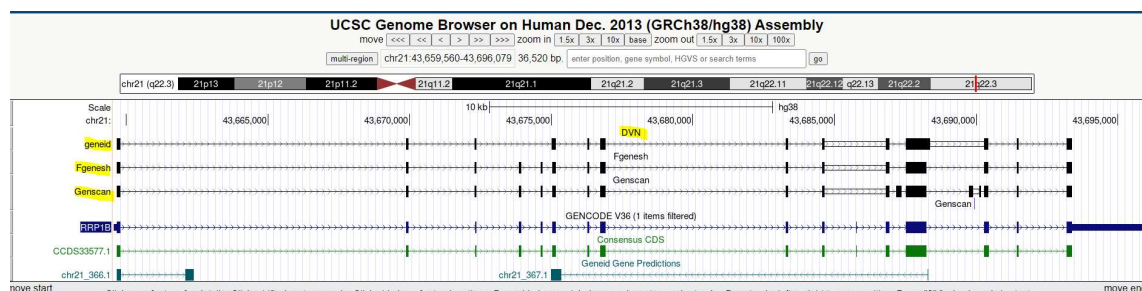 UCSC Genome Browser on Human Dec. 2013 (GRCh38/hg38) Assembly
move <<< << < > >> >>> zoom in 1.5x 3x 10x base zoom out 1.5x 3x 10x 100x
multi-region chr21:43,659,560-43,696,079 36,520 bp. enter position, gene symbol, HGVS or search terms go
chr21 (q22.3) 21p13 21p12 21p11.2 21q11.2 21q21.1 21q21.2 21q21.3 21q22.11 21q22.12 q22.13 21q22.2 21q22.3
Scale 10 kb hg38
chr21: 43,665,000 43,670,000 43,675,000 43,680,000 43,685,000 43,690,000 43,695,000
DVN
geneid
Fgenesh
Fgenesh
Genscan
Genscan
Genscan
GENCODE V36 (1 items filtered)
RRP1B
Consensus CDS
CCDS33577.1
Geneid Gene Predictions
chr21_366.1 chr21_367.1
move start move en